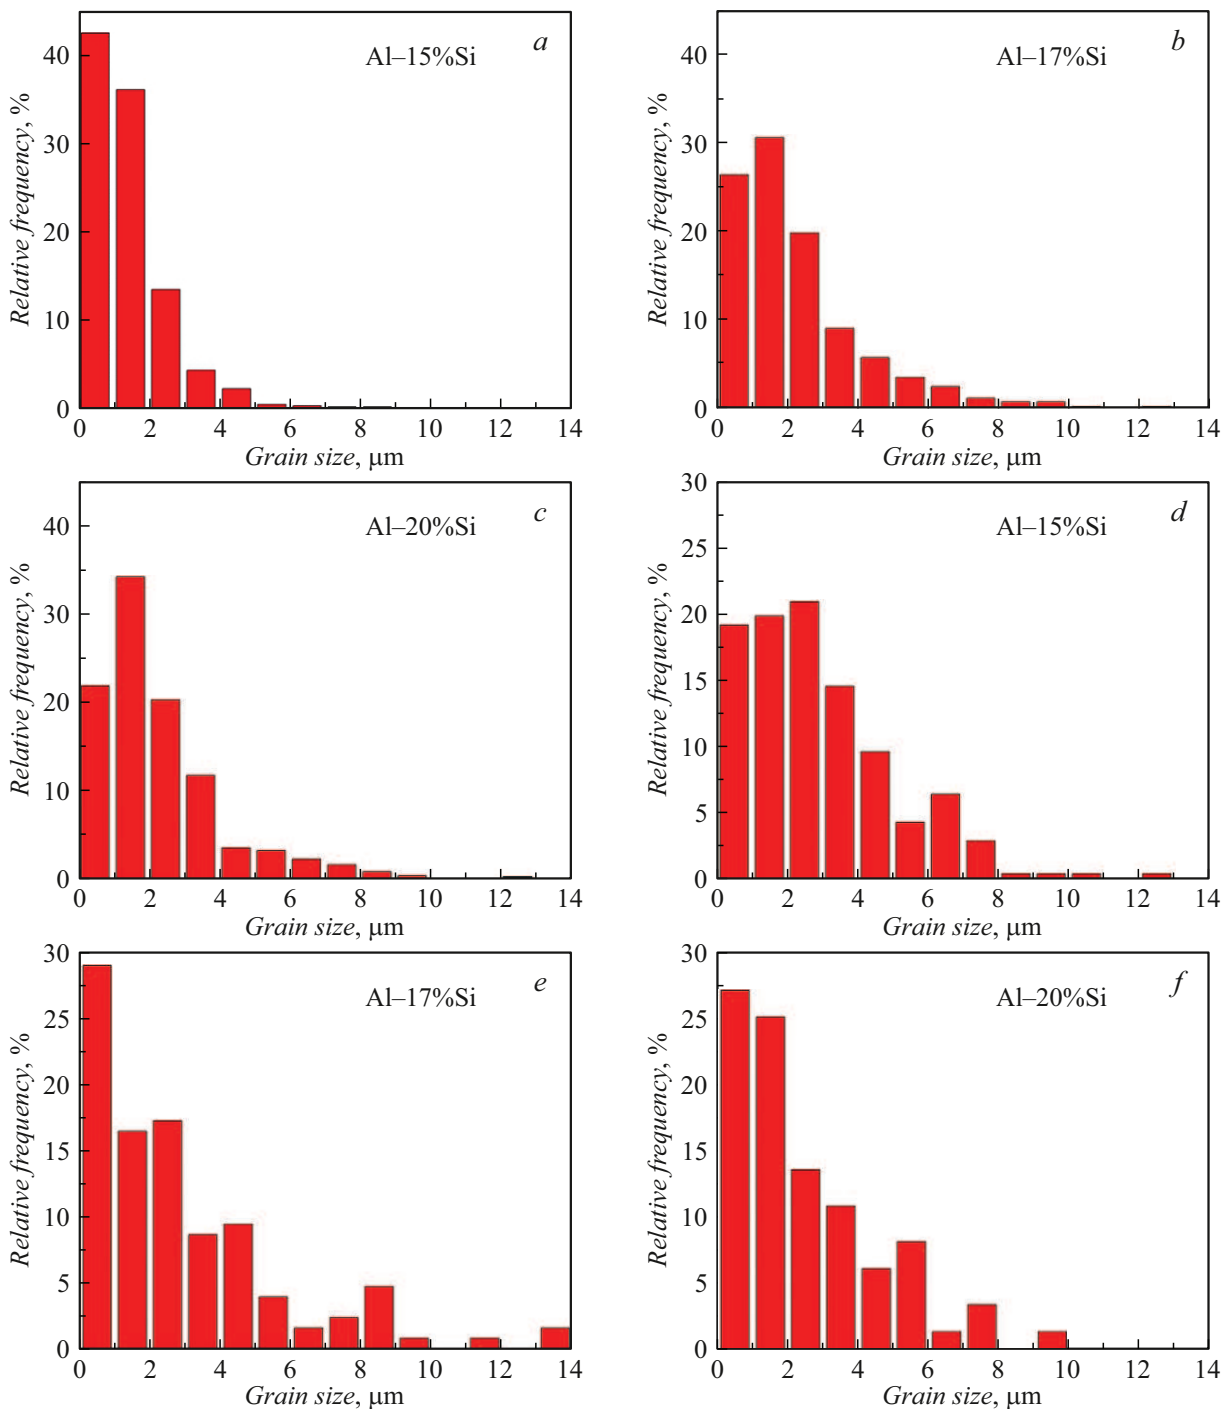 a
Al–15%Si
Relative frequency, %
40
30
20
10
0
0 2 4 6 8 10 12 14
Grain size, μm
b
Al–17%Si
Relative frequency, %
40
30
20
10
0
0 2 4 6 8 10 12 14
Grain size, μm
c
Al–20%Si
Relative frequency, %
40
30
20
10
0
0 2 4 6 8 10 12 14
Grain size, μm
d
Al–15%Si
Relative frequency, %
30
25
20
15
10
5
0
0 2 4 6 8 10 12 14
Grain size, μm
e
Al–17%Si
Relative frequency, %
30
25
20
15
10
5
0
0 2 4 6 8 10 12 14
Grain size, μm
f
Al–20%Si
Relative frequency, %
30
25
20
15
10
5
0
0 2 4 6 8 10 12 14
Grain size, μm